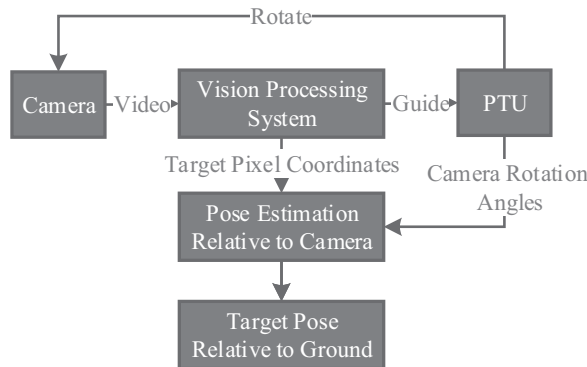 Rotate
Camera
Video
Vision Processing
System
Guide
PTU
Target Pixel Coordinates
Camera Rotation
Angles
Pose Estimation
Relative to Camera
Target Pose
Relative to Ground